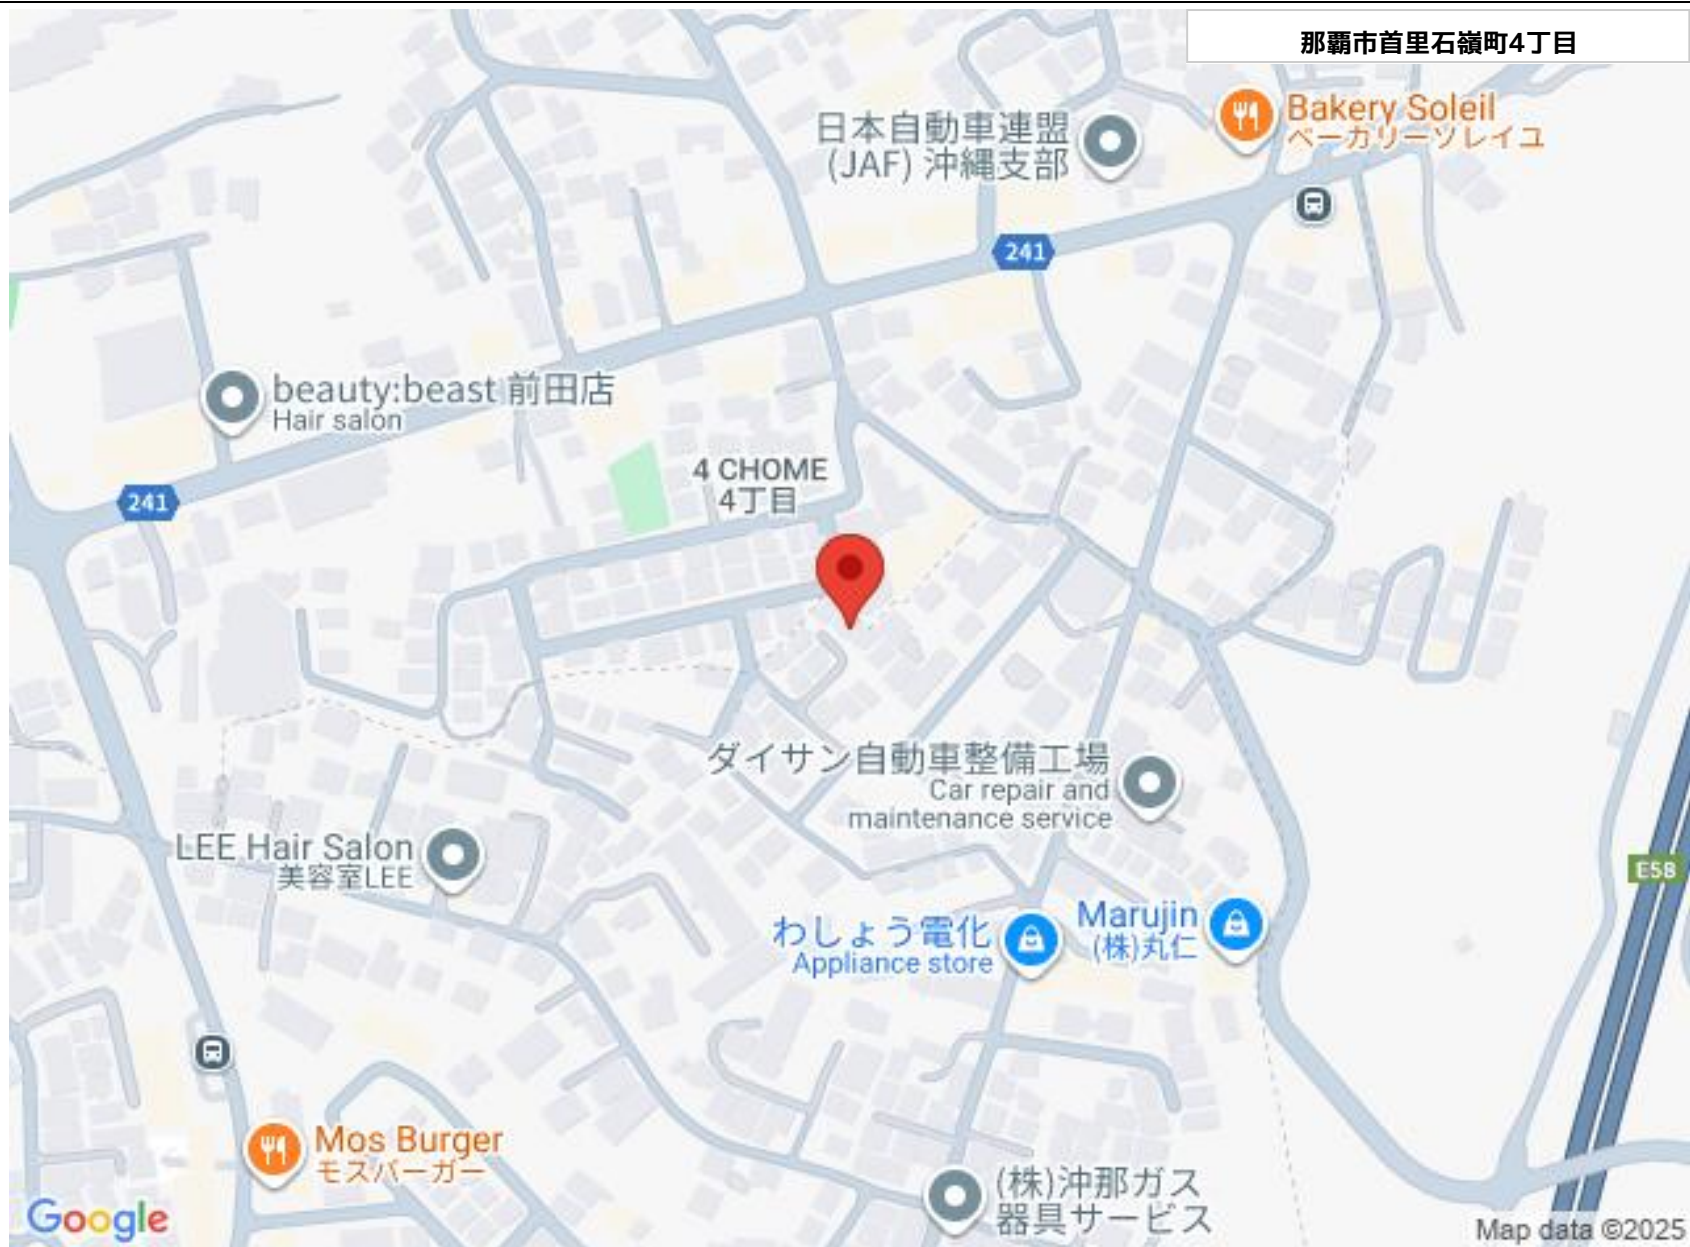 那覇市首里石嶺町4丁目
日本自動車連盟
(JAF) 沖縄支部
Bakery Soleil
ベーカリーソレイユ
241
beauty:beast 前田店
Hair salon
4 CHOME
4丁目
241
ダイサン自動車整備工場
Car repair and
maintenance service
LEE Hair Salon
美容室LEE
E58
わしょう電化
Appliance store
Marujin
(株)丸仁
Mos Burger
モスバーガー
(株)沖那ガス
器具サービス
Google
Map data ©2025